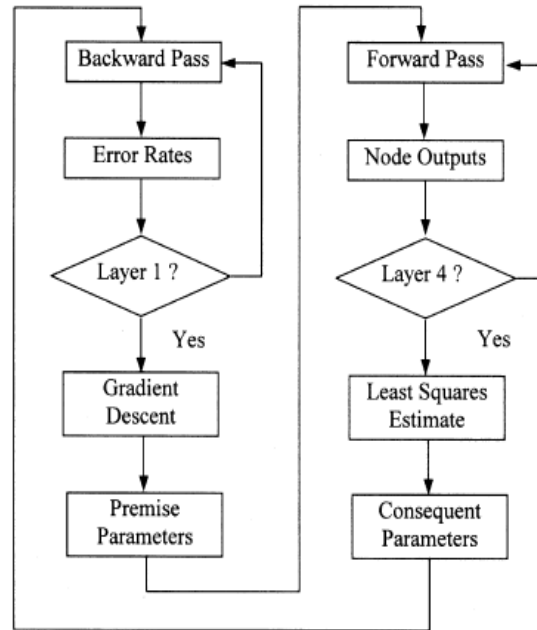 Backward Pass
Error Rates
Layer 1 ?
Yes
Gradient
Descent
Premise
Parameters
Forward Pass
Node Outputs
Layer 4 ?
Yes
Least Squares
Estimate
Consequent
Parameters